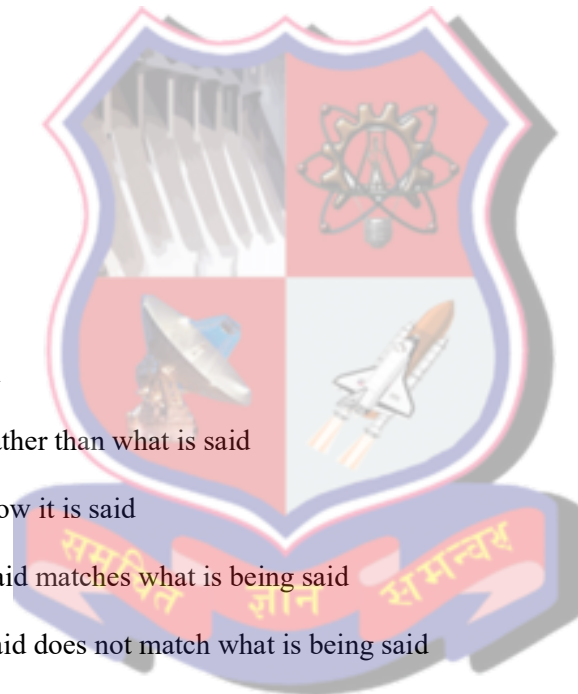 ather than what is said
ow it is said
aid matches what is being said
aid does not match what is being said
समन्वित ज्ञान समन्वय